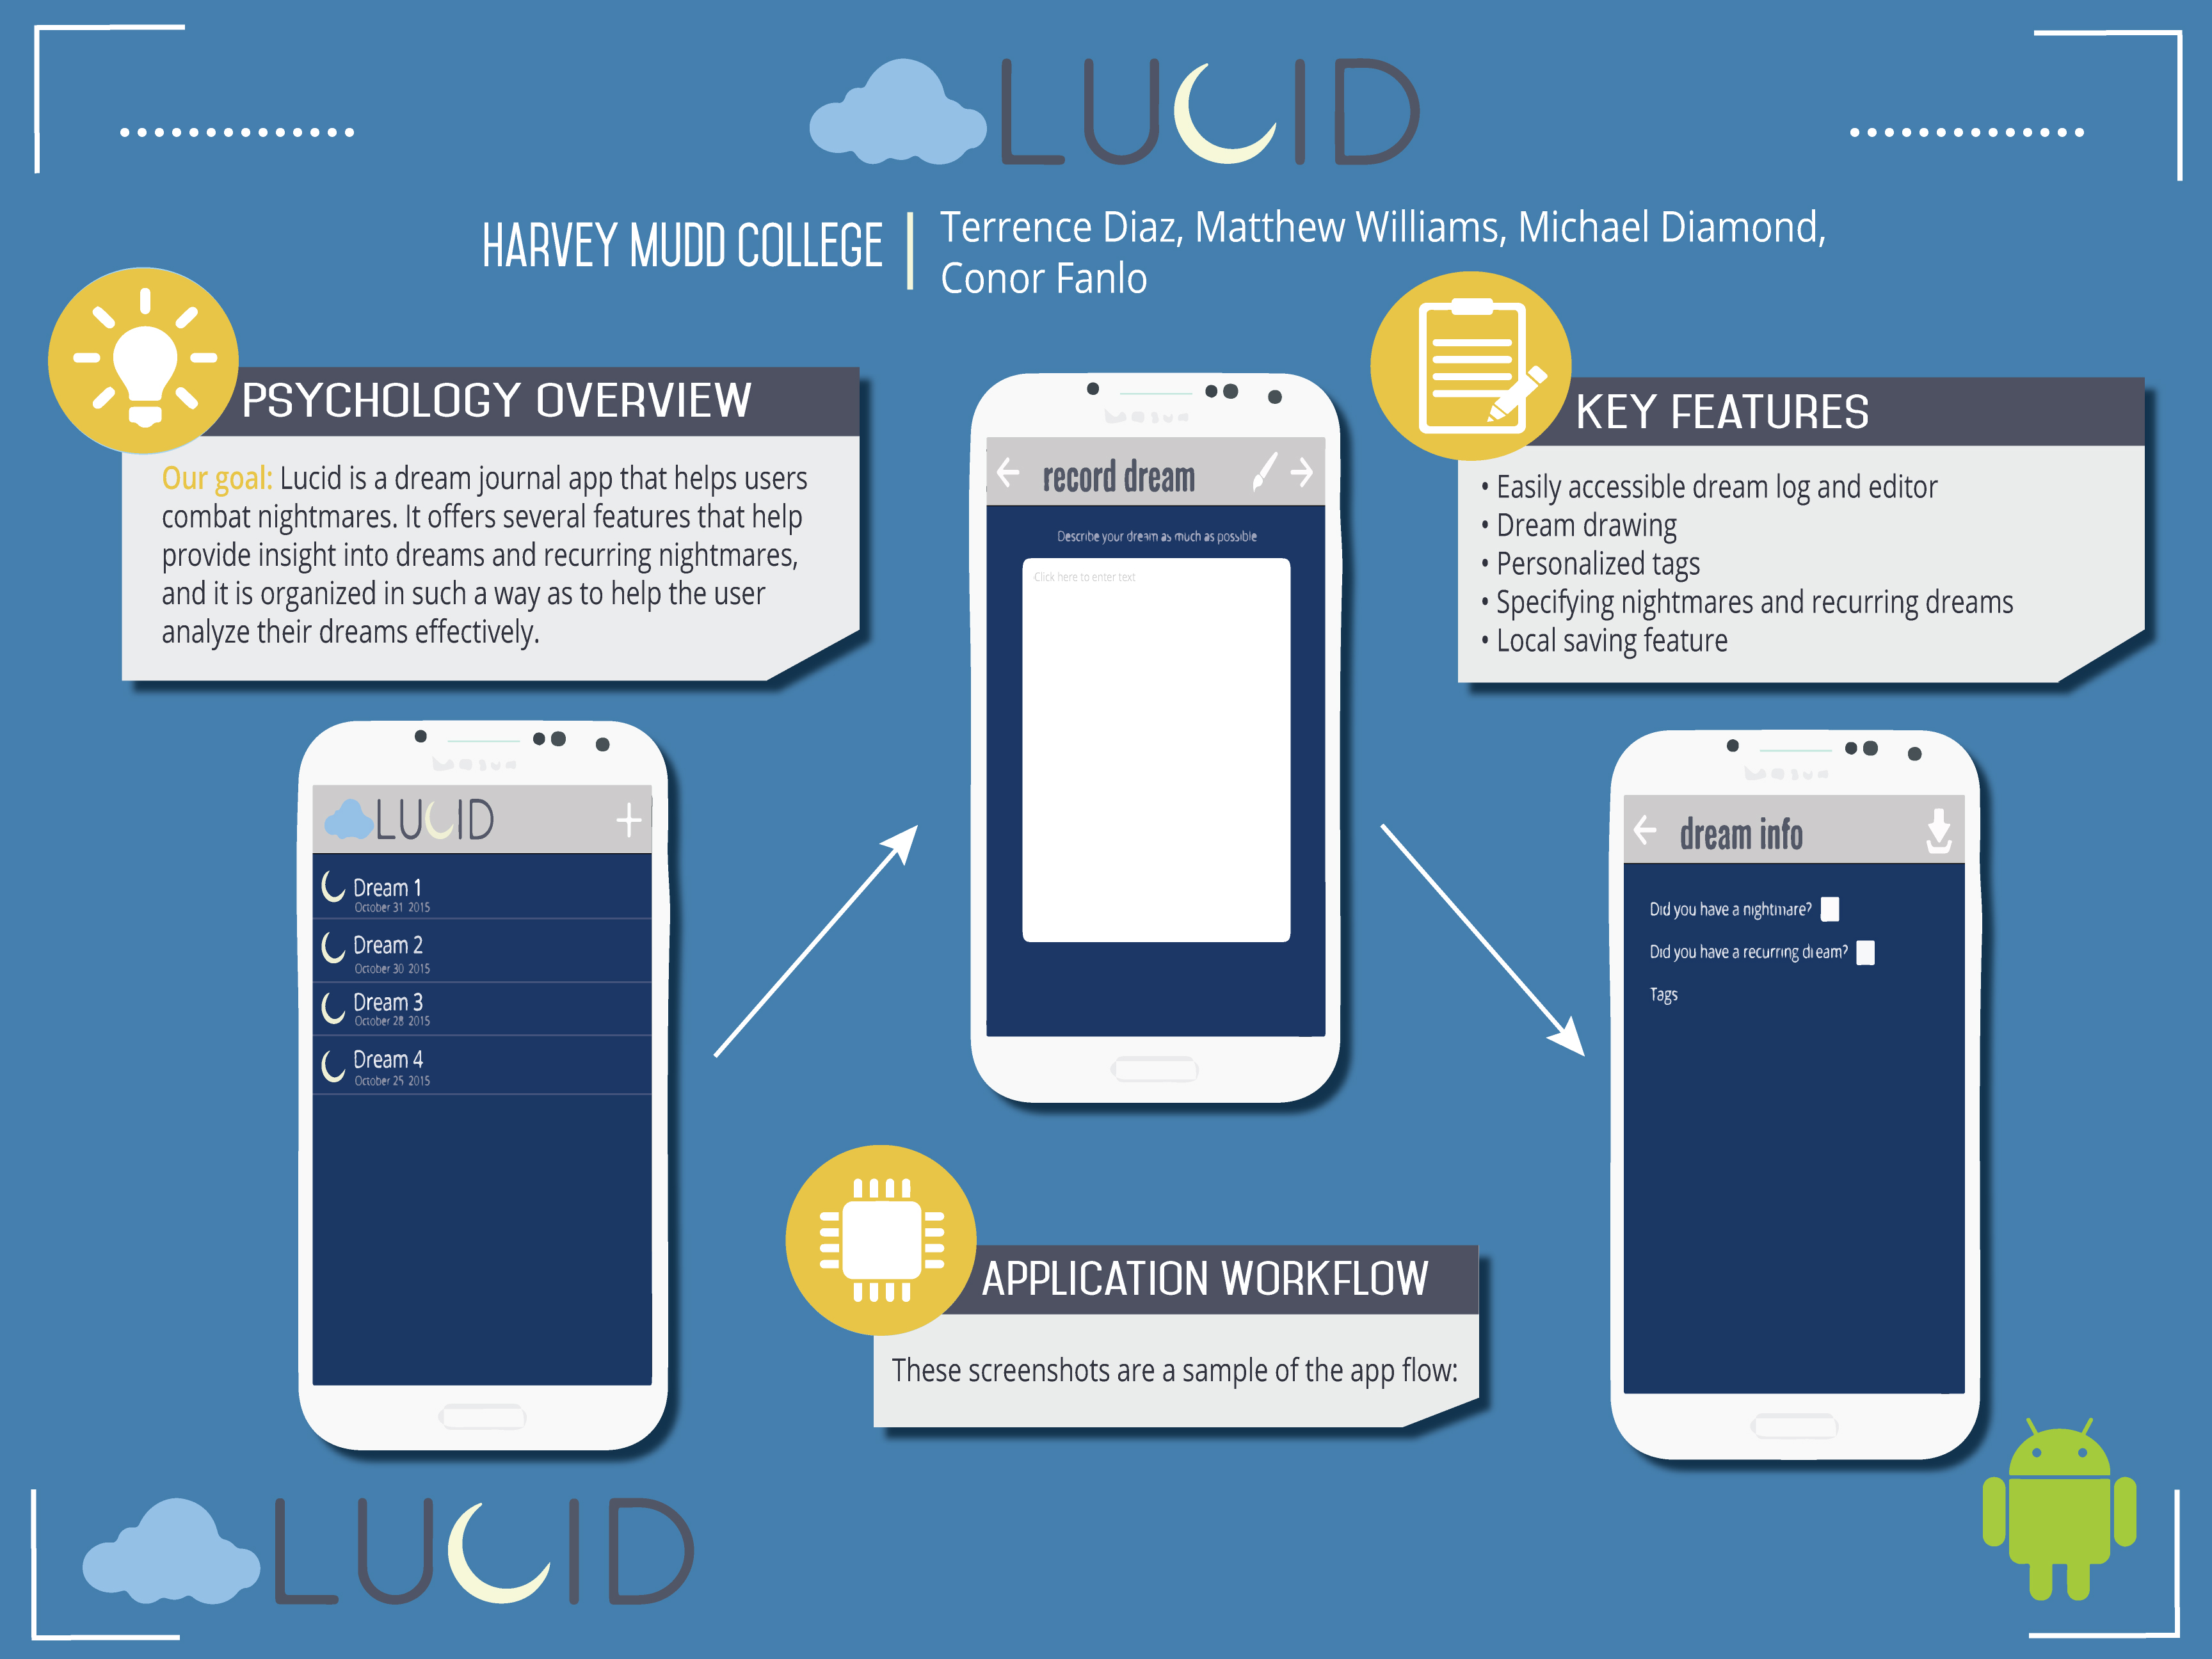 LUCID
HARVEY MUDD COLLEGE
Terrence Diaz, Matthew Williams, Michael Diamond,
Conor Fanlo
PSYCHOLOGY OVERVIEW
Our goal: Lucid is a dream journal app that helps users
combat nightmares. It offers several features that help
provide insight into dreams and recurring nightmares,
and it is organized in such a way as to help the user
analyze their dreams effectively.
KEY FEATURES
• Easily accessible dream log and editor
• Dream drawing
• Personalized tags
• Specifying nightmares and recurring dreams
• Local saving feature
LUCID
Dream 1
October 31 2015
Dream 2
October 30 2015
Dream 3
October 28 2015
Dream 4
October 25 2015
record dream
Describe your dream as much as possible
Click here to enter text
dream info
Did you have a nightmare?
Did you have a recurring dream?
Tags
APPLICATION WORKFLOW
These screenshots are a sample of the app flow:
LUCID